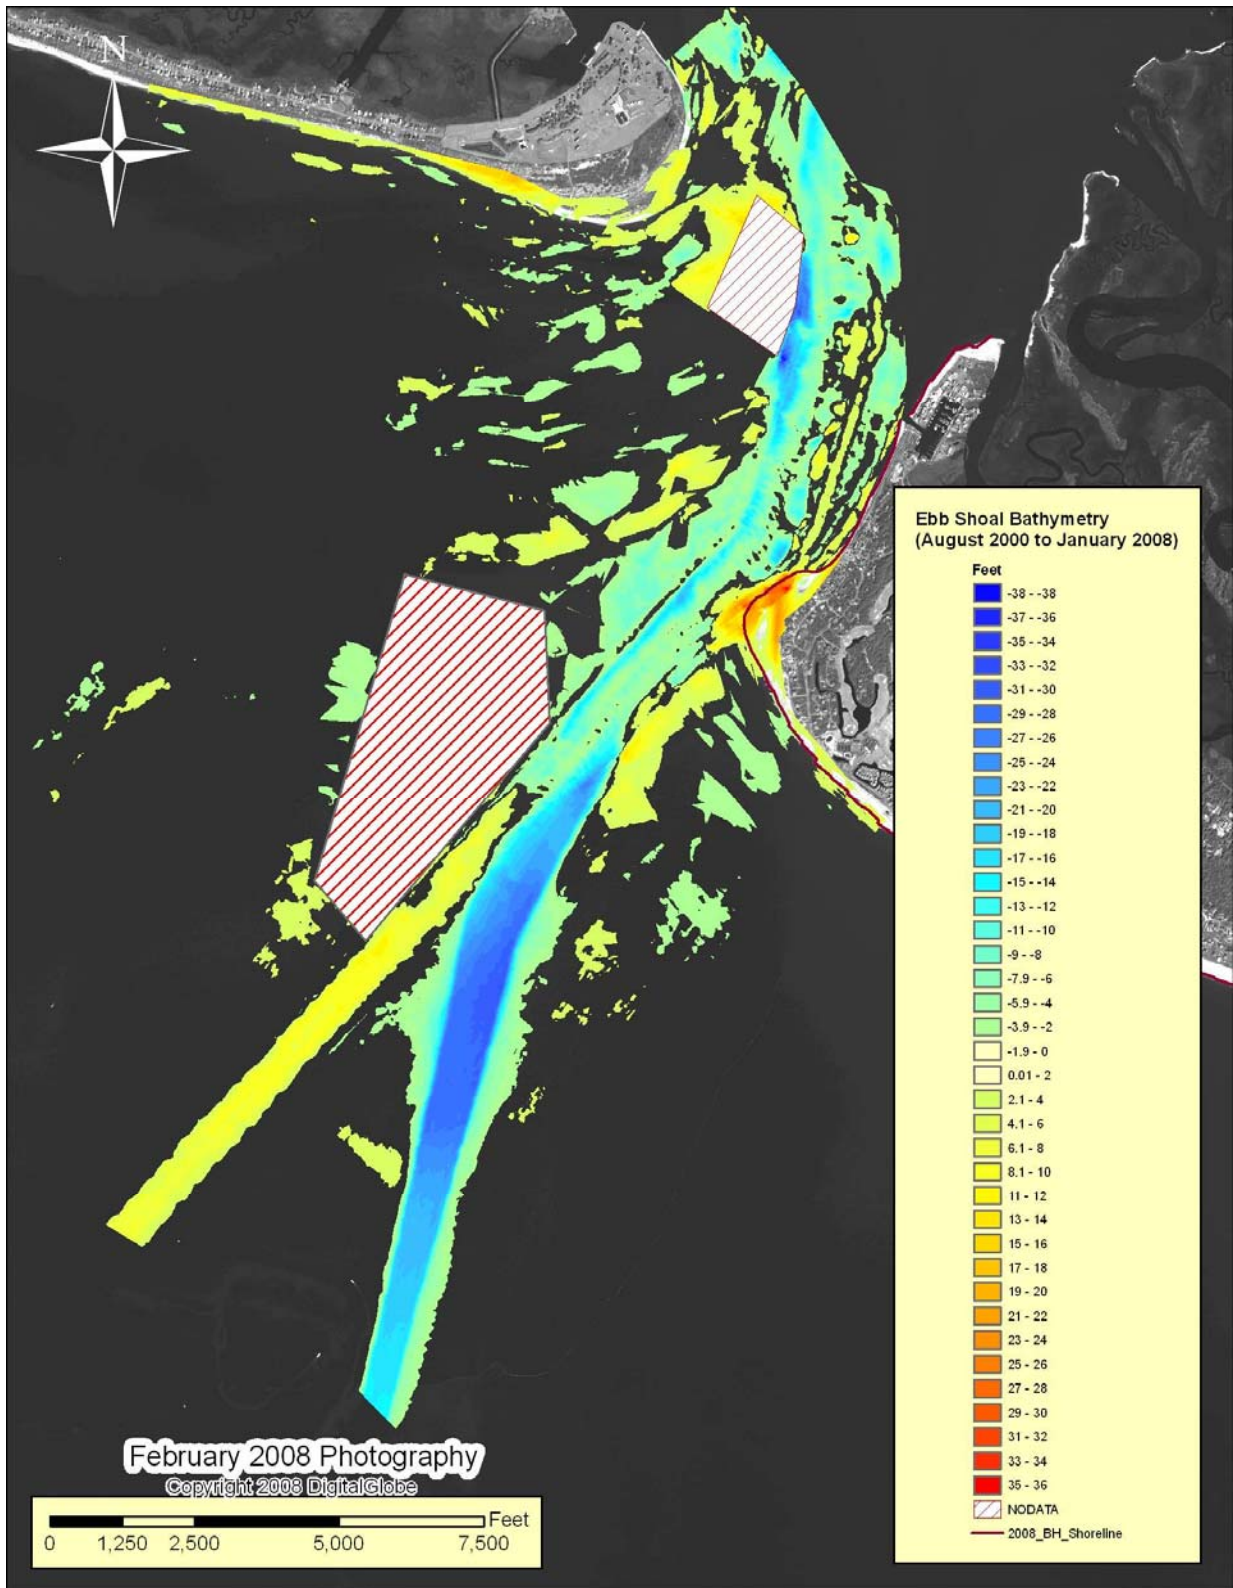 N
Ebb Shoal Bathymetry
(August 2000 to January 2008)
Feet
-38 - -38
-37 - -36
-35 - -34
-33 - -32
-31 - -30
-29 - -28
-27 - -26
-25 - -24
-23 - -22
-21 - -20
-19 - -18
-17 - -16
-15 - -14
-13 - -12
-11 - -10
-9 - -8
-7.9 - -6
-5.9 - -4
-3.9 - -2
-1.9 - 0
0.01 - 2
2.1 - 4
4.1 - 6
6.1 - 8
8.1 - 10
11 - 12
13 - 14
15 - 16
17 - 18
19 - 20
21 - 22
23 - 24
25 - 26
27 - 28
29 - 30
31 - 32
33 - 34
35 - 36
NODATA
2008_BH_Shoreline
February 2008 Photography
Copyright 2008 DigitalGlobe
Feet
0 1,250 2,500 5,000 7,500